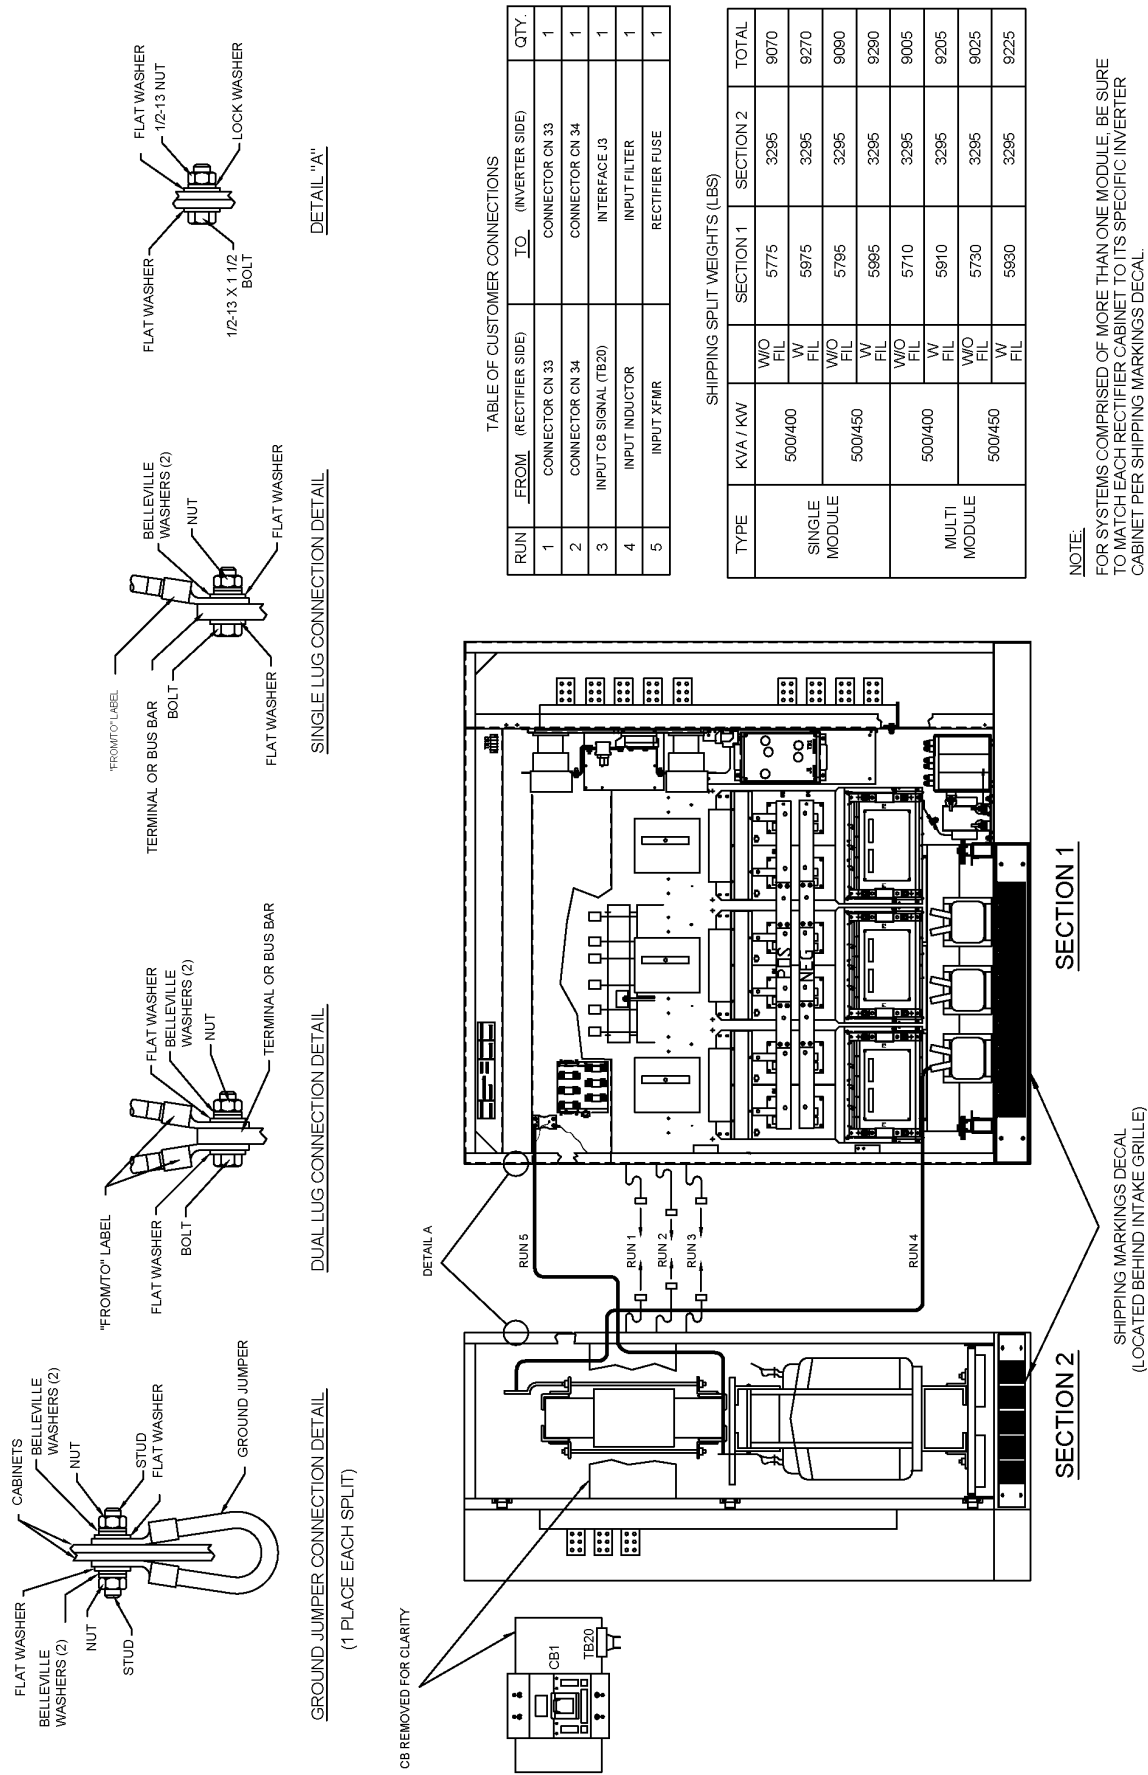 CABINETS
FLAT WASHER
BELLEVILLE
WASHERS (2)
BELLEVILLE
WASHERS (2)
NUT
NUT
STUD
STUD
FLAT WASHER
GROUND JUMPER
GROUND JUMPER CONNECTION DETAIL
(1 PLACE EACH SPLIT)
"FROM/TO" LABEL
FLAT WASHER
BOLT
FLAT WASHER
BELLEVILLE
WASHERS (2)
NUT
TERMINAL OR BUS BAR
DUAL LUG CONNECTION DETAIL
"FROM/TO" LABEL
TERMINAL OR BUS BAR
BOLT
FLAT WASHER
BELLEVILLE
WASHERS (2)
NUT
FLAT WASHER
SINGLE LUG CONNECTION DETAIL
FLAT WASHER
1/2-13 X 1 1/2
BOLT
FLAT WASHER
1/2-13 NUT
LOCK WASHER
DETAIL "A"
CB REMOVED FOR CLARITY
CB1
TB20
DETAIL A
RUN 5
RUN 1
RUN 2
RUN 3
RUN 4
POS
NEG
SECTION 2
SECTION 1
SHIPPING MARKINGS DECAL
(LOCATED BEHIND INTAKE GRILLE)
TABLE OF CUSTOMER CONNECTIONS
RUN FROM (RECTIFIER SIDE) TO (INVERTER SIDE) QTY.
1 CONNECTOR CN 33 CONNECTOR CN 33 1
2 CONNECTOR CN 34 CONNECTOR CN 34 1
3 INPUT CB SIGNAL (TB20) INTERFACE J3 1
4 INPUT INDUCTOR INPUT FILTER 1
5 INPUT XFMR RECTIFIER FUSE 1
SHIPPING SPLIT WEIGHTS (LBS)
TYPE KVA / KW SECTION 1 SECTION 2 TOTAL
SINGLE
MODULE
500/400
W/O
FIL 5775 3295 9070
W
FIL 5975 3295 9270
500/450
W/O
FIL 5795 3295 9090
W
FIL 5995 3295 9290
MULTI
MODULE
500/400
W/O
FIL 5710 3295 9005
W
FIL 5910 3295 9205
500/450
W/O
FIL 5730 3295 9025
W
FIL 5930 3295 9225
NOTE:
FOR SYSTEMS COMPRISED OF MORE THAN ONE MODULE, BE SURE
TO MATCH EACH RECTIFIER CABINET TO ITS SPECIFIC INVERTER
CABINET PER SHIPPING MARKINGS DECAL.